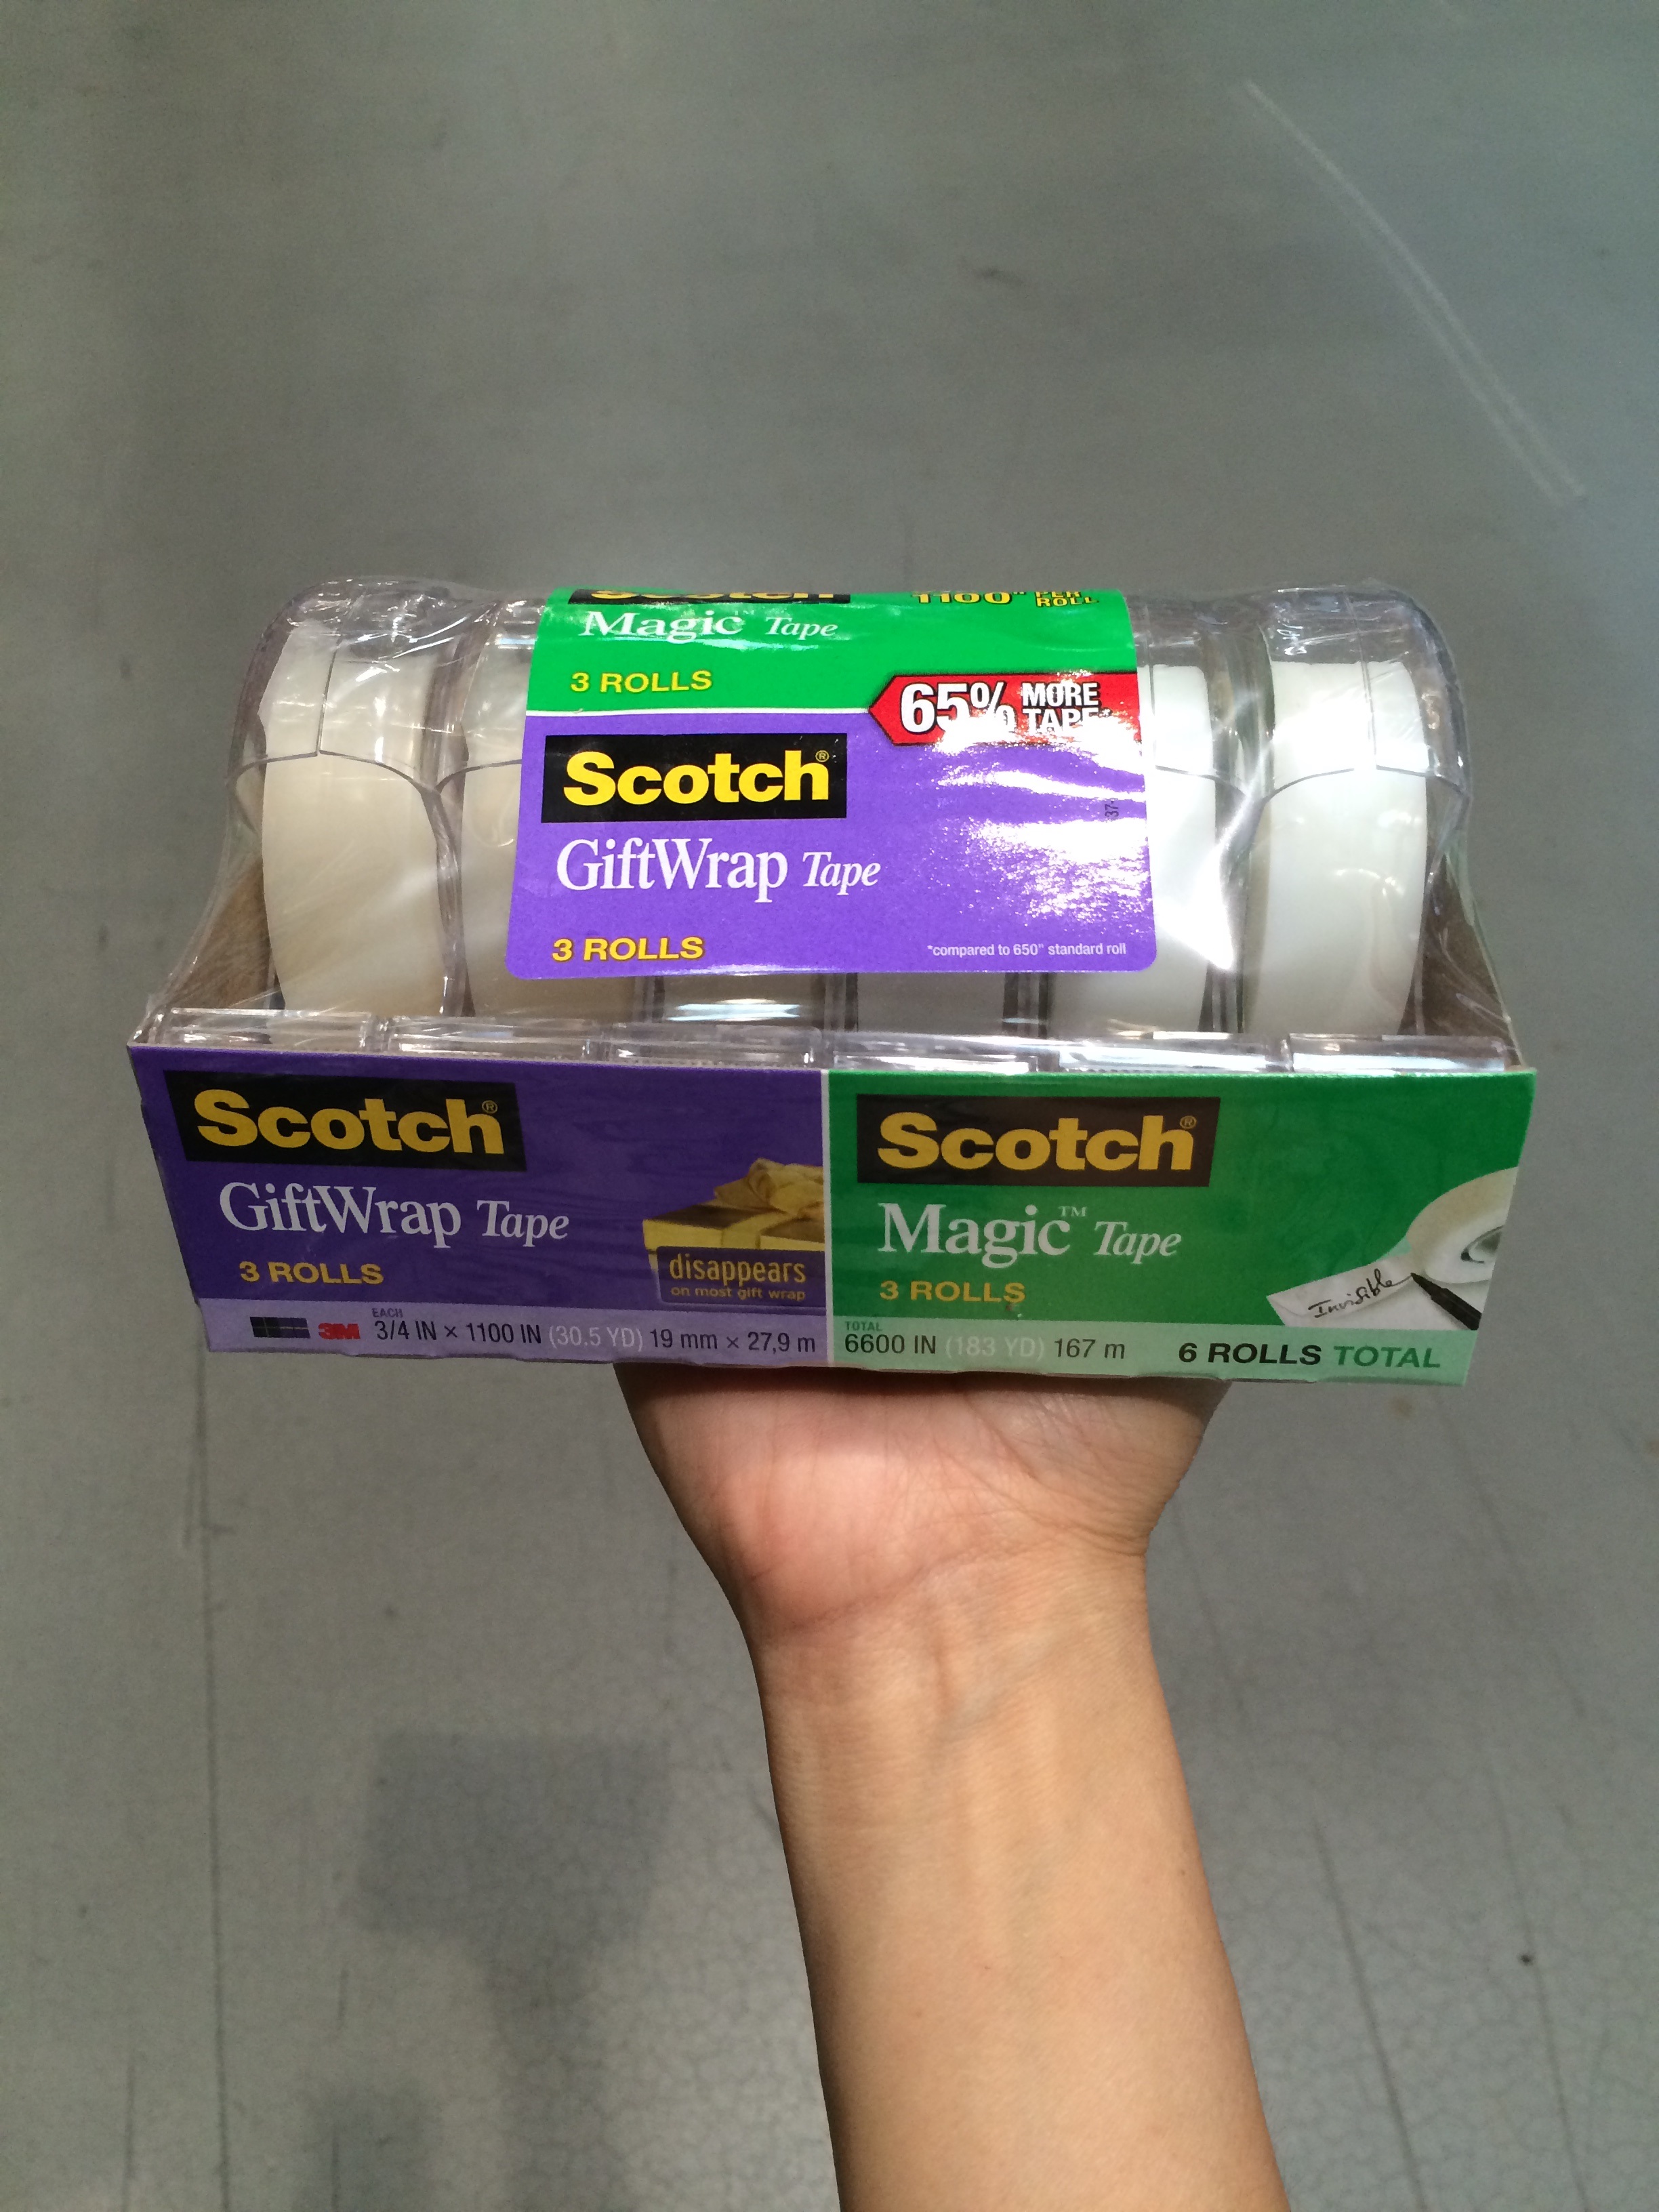 Scotch
1100" PER ROLL
Magic™ Tape
3 ROLLS
65% MORE TAPE*
Scotch®
GiftWrap Tape
3 ROLLS
*compared to 650" standard roll
Scotch®
GiftWrap Tape
3 ROLLS
disappears
on most gift wrap
EACH
3M 3/4 IN × 1100 IN (30.5 YD) 19 mm × 27,9 m
Scotch®
Magic™ Tape
3 ROLLS
Invisible
TOTAL
6600 IN (183 YD) 167 m 6 ROLLS TOTAL